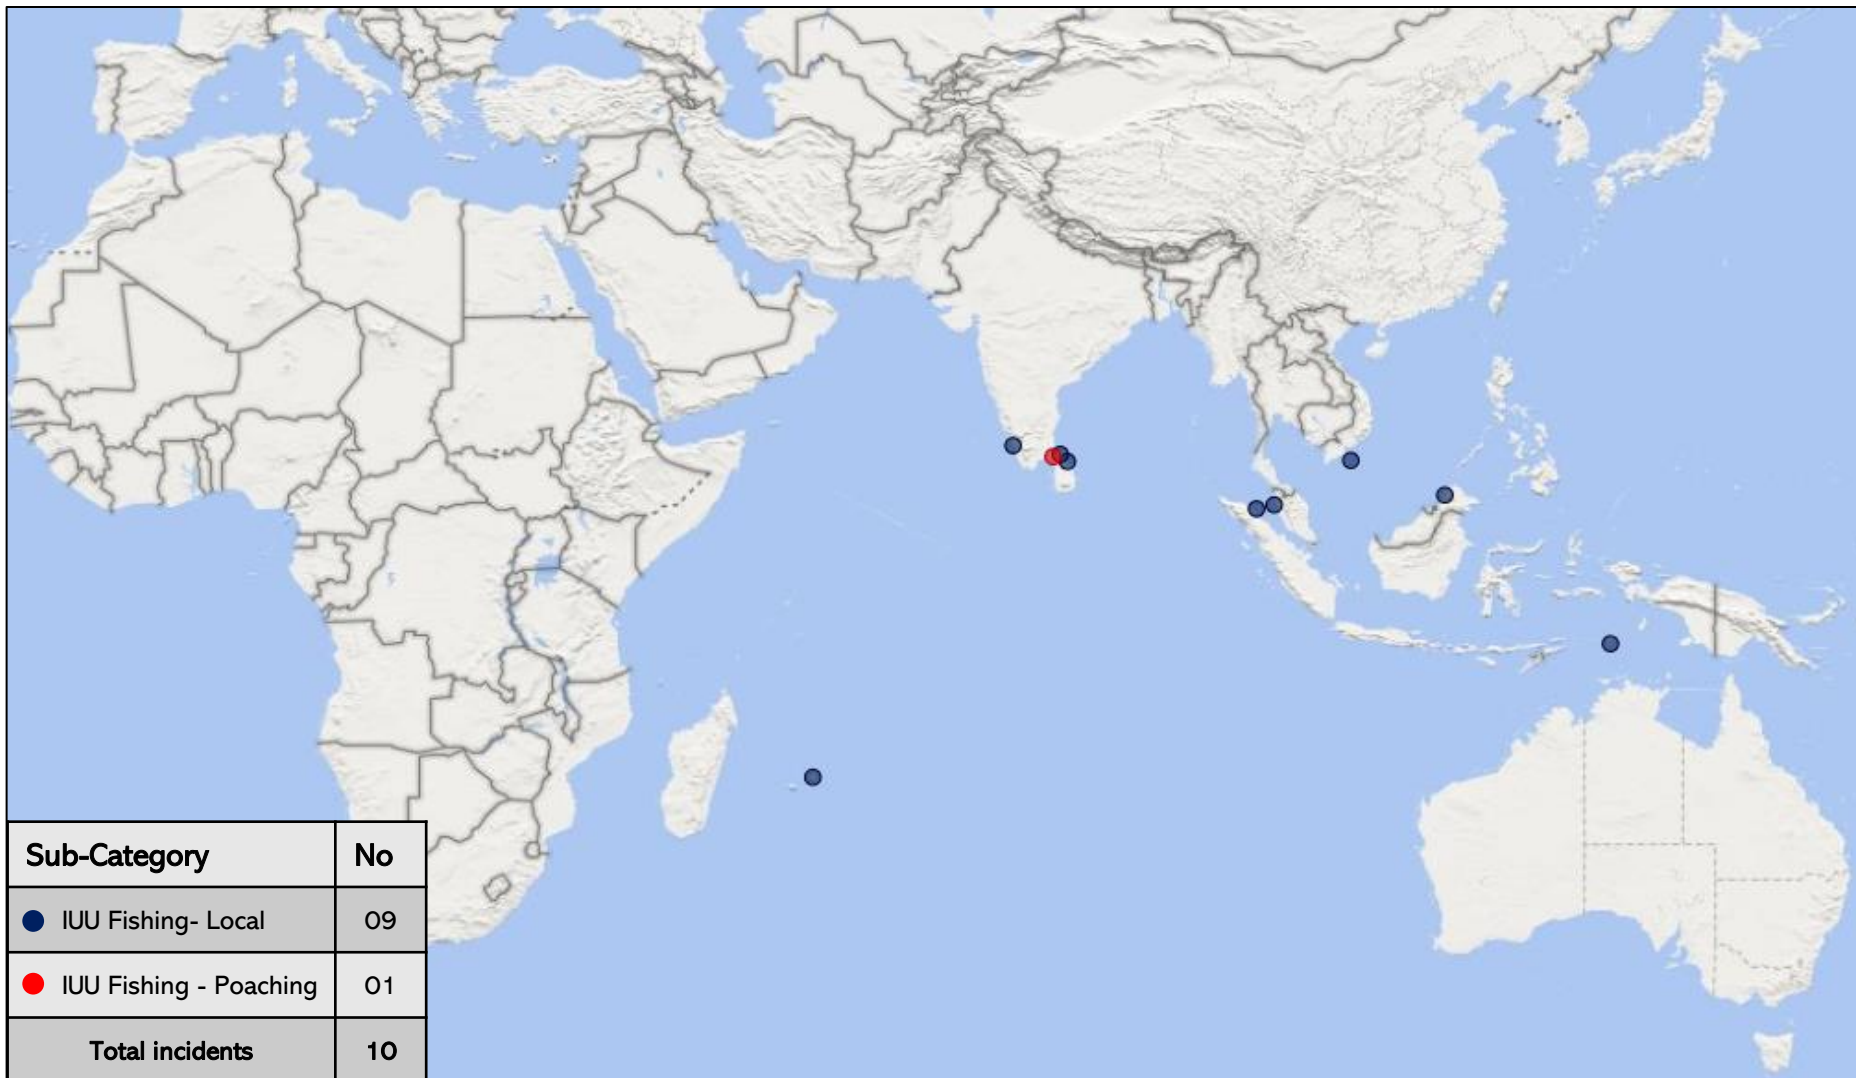 Sub-Category No
IUU Fishing- Local 09
IUU Fishing - Poaching 01
Total incidents 10